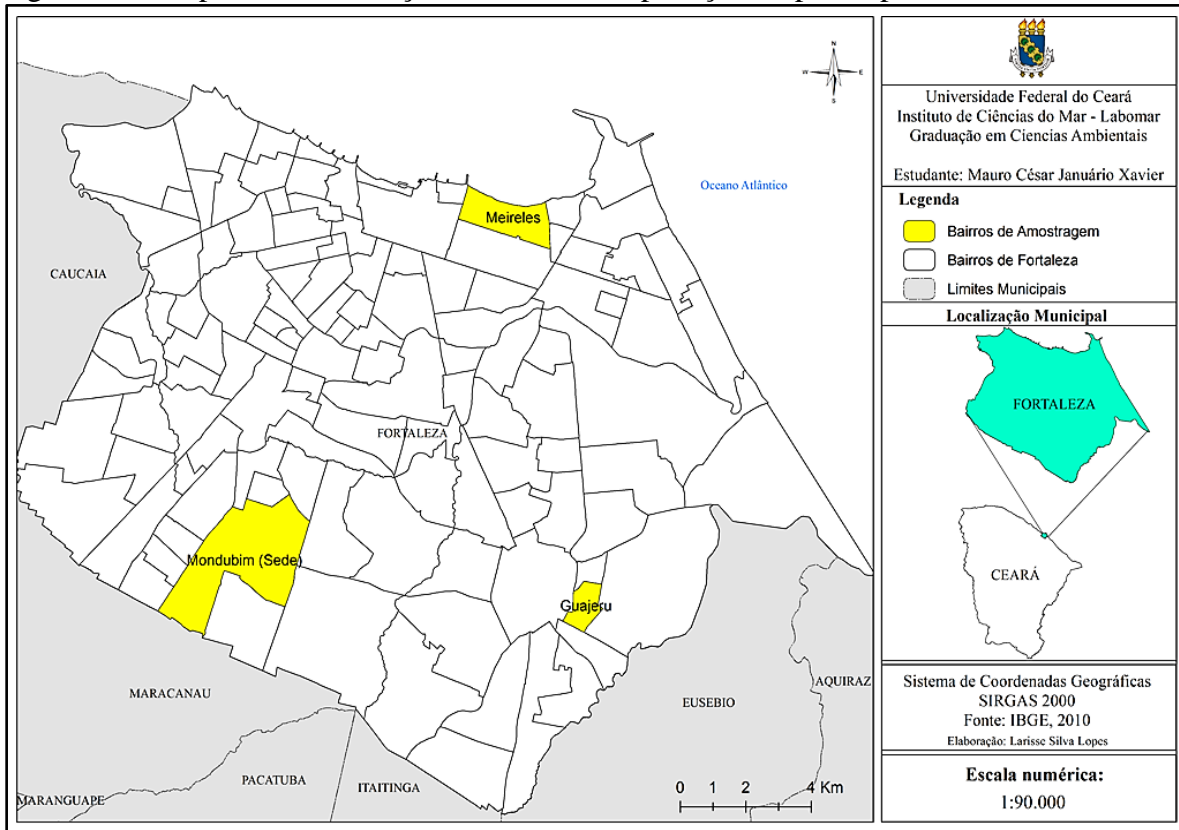 N
W
E
S
Oceano Atlântico
Meireles
CAUCAIA
FORTALEZA
Mondubim (Sede)
Guajeru
MARACANAU
EUSEBIO
AQUIRAZ
PACATUBA
ITAITINGA
MARANGUAPE
0 1 2 4 Km
Universidade Federal do Ceará
Instituto de Ciências do Mar - Labomar
Graduação em Ciencias Ambientais
Estudante: Mauro César Januário Xavier
Legenda
Bairros de Amostragem
Bairros de Fortaleza
Limites Municipais
Localização Municipal
FORTALEZA
CEARÁ
Sistema de Coordenadas Geográficas
SIRGAS 2000
Fonte: IBGE, 2010
Elaboração: Larisse Silva Lopes
Escala numérica:
1:90.000